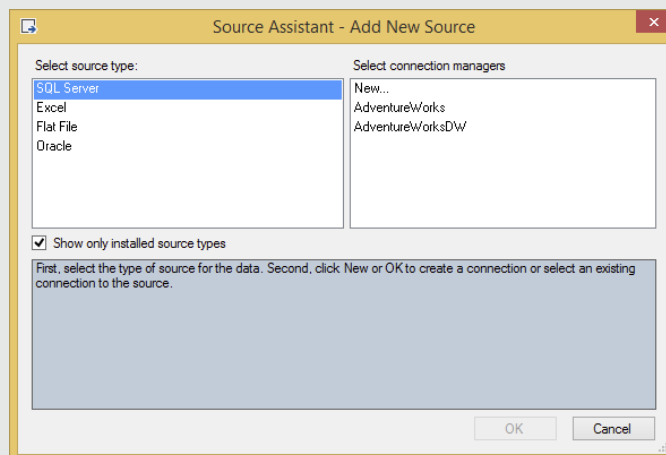 Source Assistant - Add New Source
Select source type:
SQL Server
Excel
Flat File
Oracle
Select connection managers
New...
AdventureWorks
AdventureWorksDW
Show only installed source types
First, select the type of source for the data. Second, click New or OK to create a connection or select an existing
connection to the source.
OK
Cancel